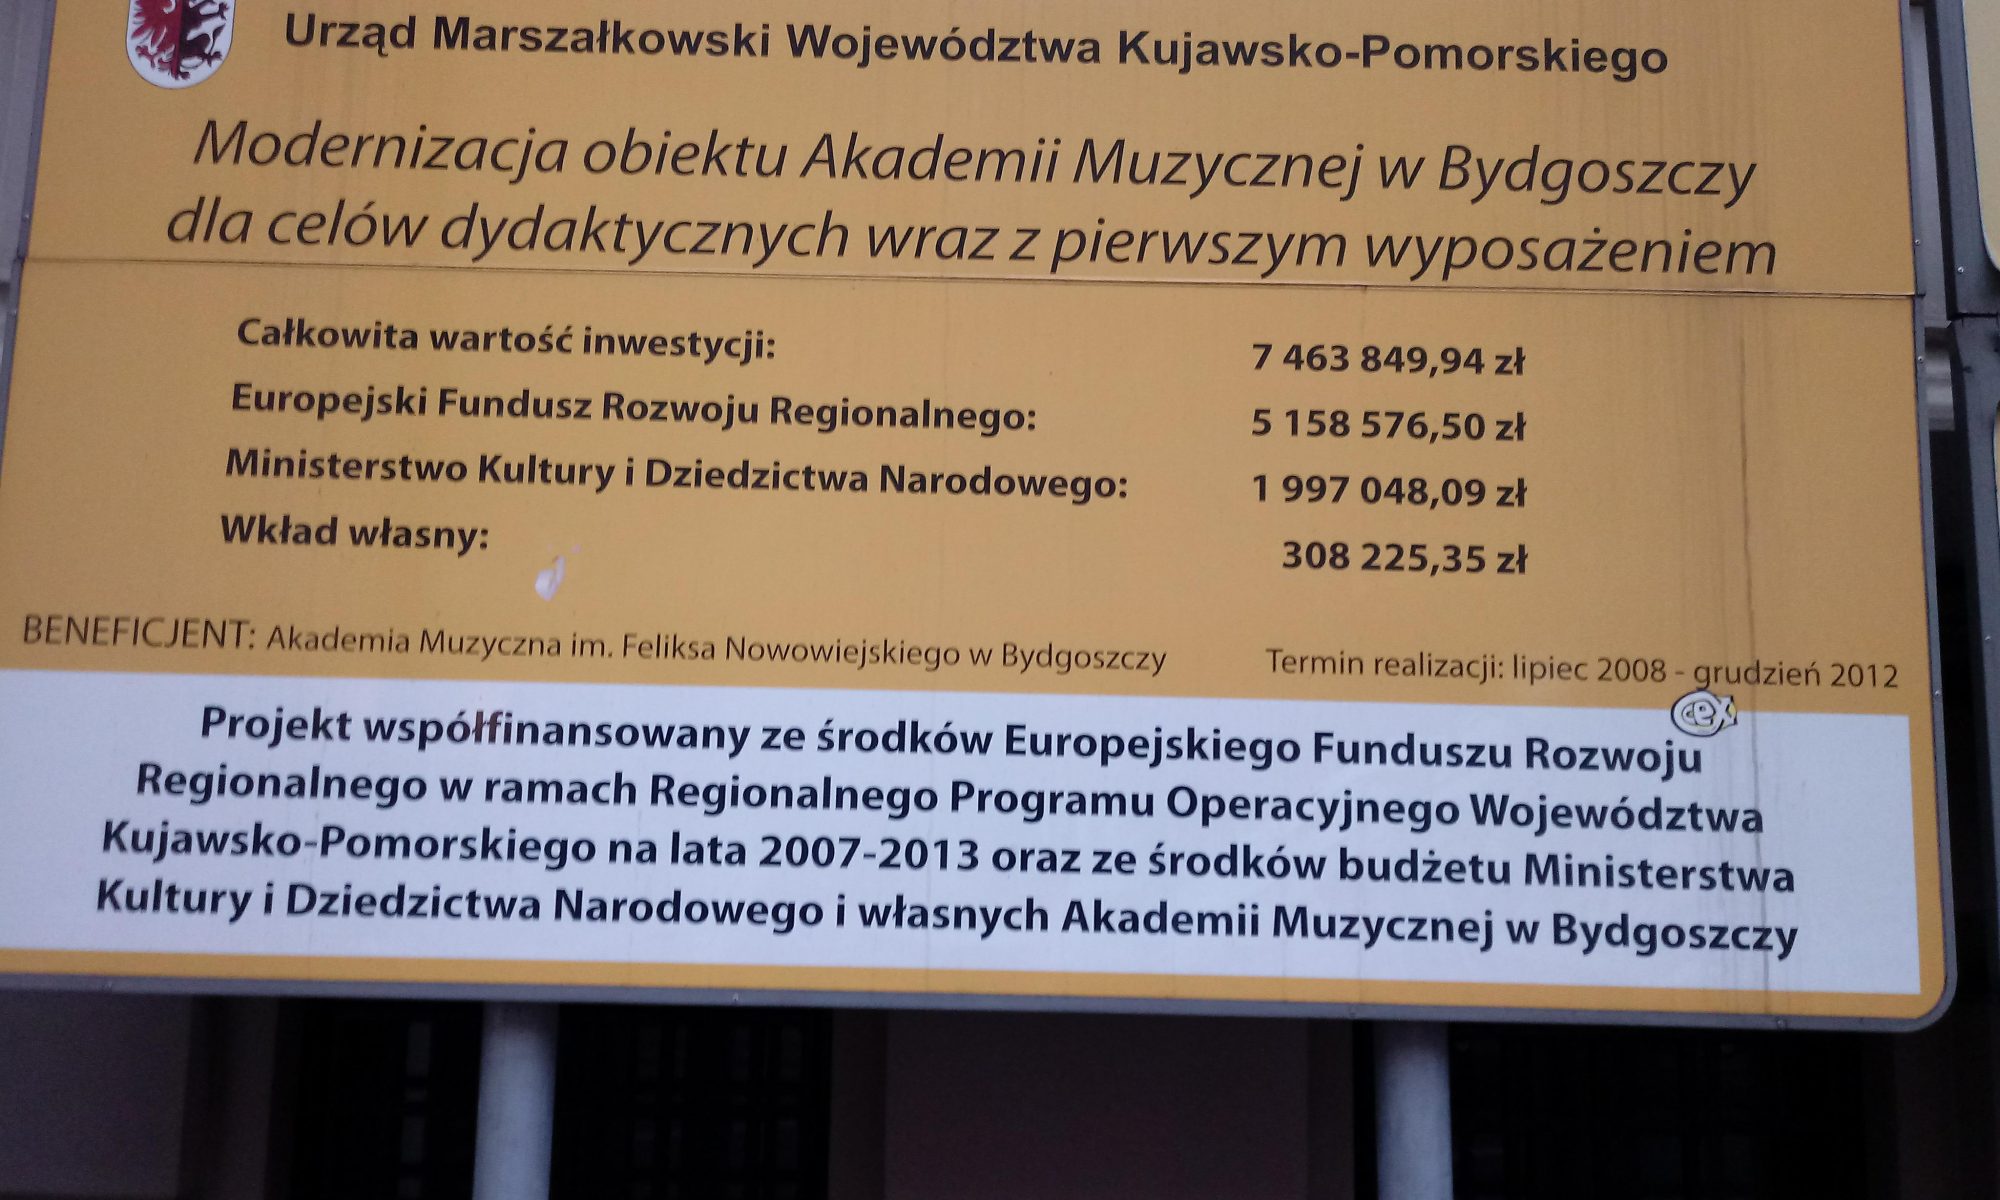 Urząd Marszałkowski Województwa Kujawsko-Pomorskiego
Modernizacja obiektu Akademii Muzycznej w Bydgoszczy
dla celów dydaktycznych wraz z pierwszym wyposażeniem
Całkowita wartość inwestycji: 7 463 849,94 zł
Europejski Fundusz Rozwoju Regionalnego: 5 158 576,50 zł
Ministerstwo Kultury i Dziedzictwa Narodowego: 1 997 048,09 zł
Wkład własny: 308 225,35 zł
BENEFICJENT: Akademia Muzyczna im. Feliksa Nowowiejskiego w Bydgoszczy Termin realizacji: lipiec 2008 - grudzień 2012
cex
Projekt współfinansowany ze środków Europejskiego Funduszu Rozwoju
Regionalnego w ramach Regionalnego Programu Operacyjnego Województwa
Kujawsko-Pomorskiego na lata 2007-2013 oraz ze środków budżetu Ministerstwa
Kultury i Dziedzictwa Narodowego i własnych Akademii Muzycznej w Bydgoszczy